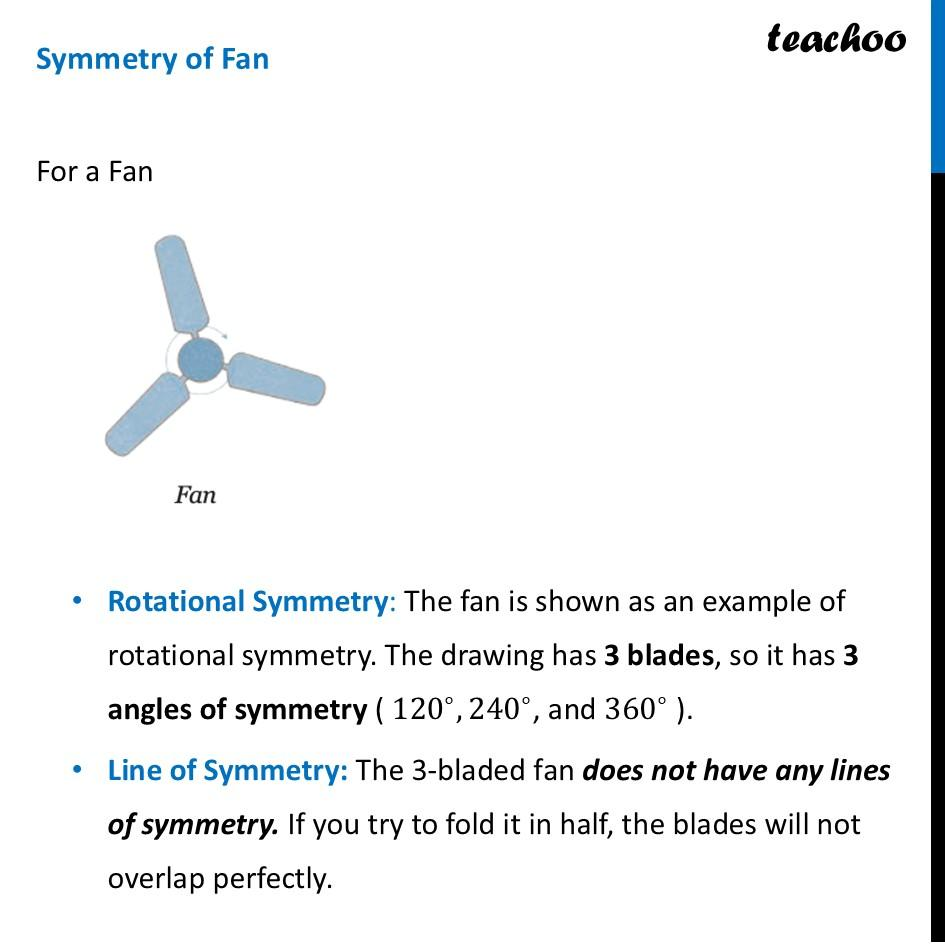 teachoo
Symmetry of Fan
For a Fan
Fan
• Rotational Symmetry: The fan is shown as an example of
rotational symmetry. The drawing has 3 blades, so it has 3
angles of symmetry ( 120°, 240°, and 360° ).
• Line of Symmetry: The 3-bladed fan does not have any lines
of symmetry. If you try to fold it in half, the blades will not
overlap perfectly.